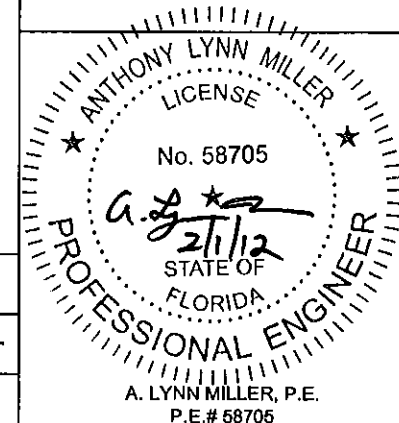 ANTHONY LYNN MILLER
LICENSE
No. 58705
2/1/12
STATE OF
FLORIDA
PROFESSIONAL ENGINEER
A. LYNN MILLER, P.E.
P.E.# 58705